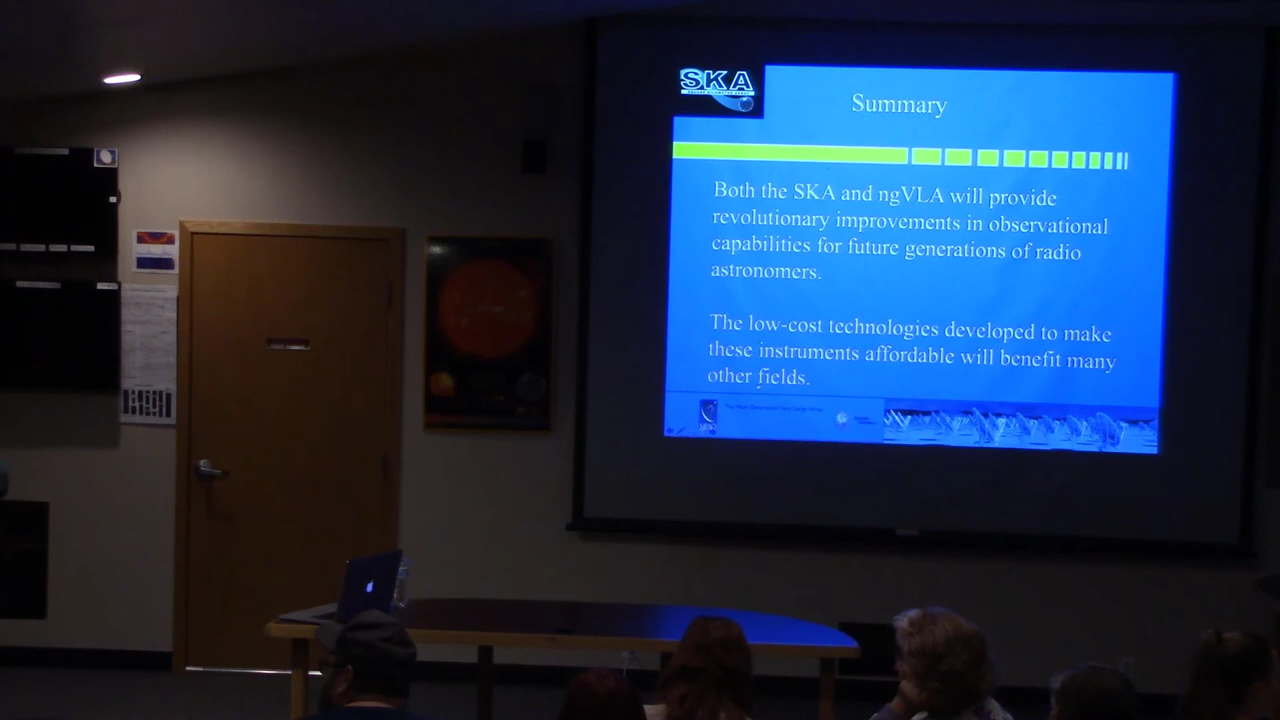 SKA
Summary
Both the SKA and ngVLA will provide
revolutionary improvements in observational
capabilities for future generations of radio
astronomers.
The low-cost technologies developed to make
these instruments affordable will benefit many
other fields.
NRAO